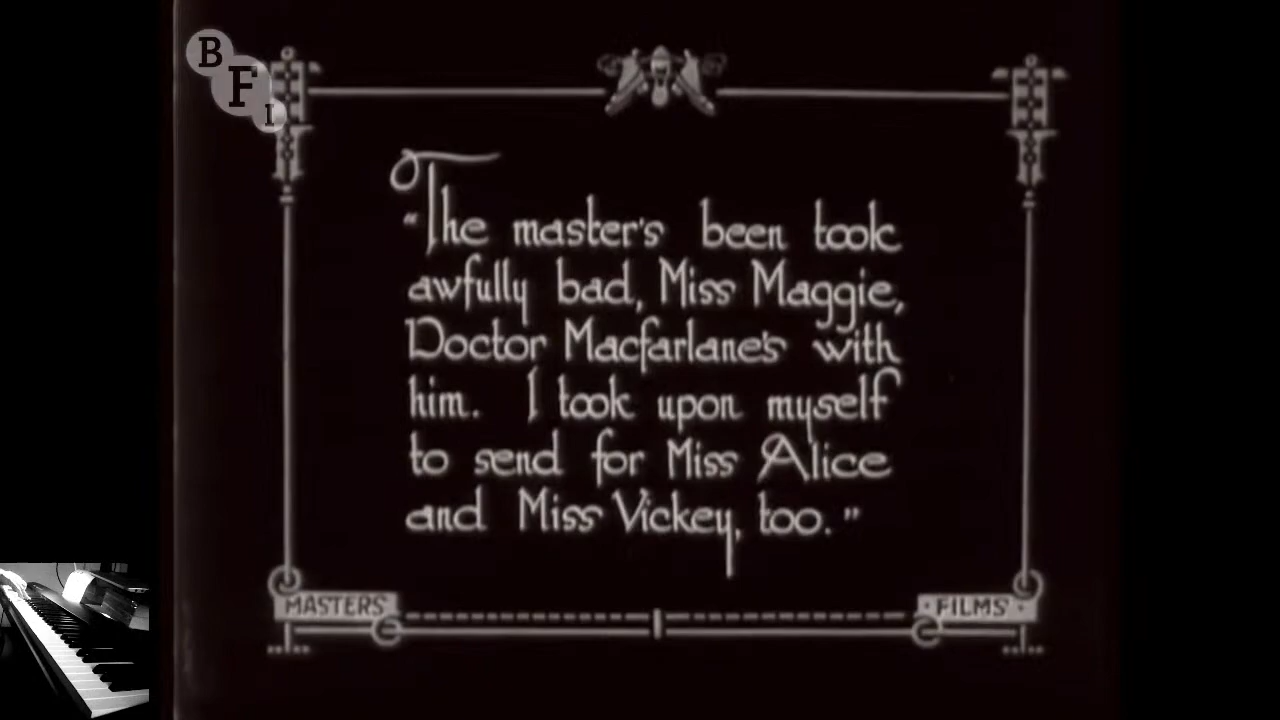 BFI
"The master's been took
awfully bad, Miss Maggie,
Doctor Macfarlane's with
him. I took upon myself
to send for Miss Alice
and Miss Vickey, too."
MASTERS
· FILMS ·